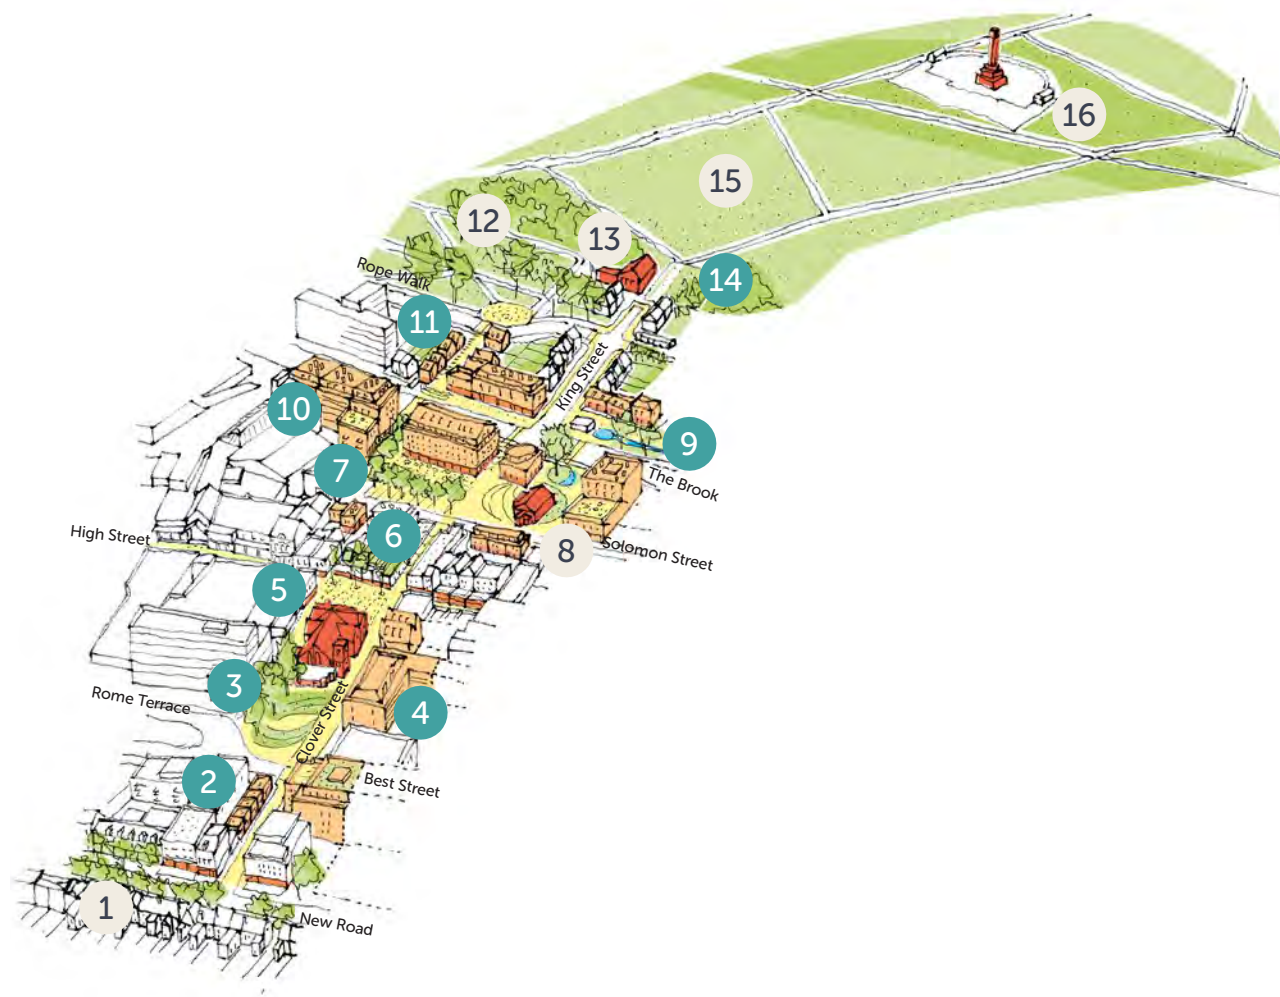 16
15
12
13
Rope Walk
14
11
King Street
10
9
7
The Brook
High Street
6
8
Solomon Street
5
3
Rome Terrace
Clover Street
4
2
Best Street
1
New Road